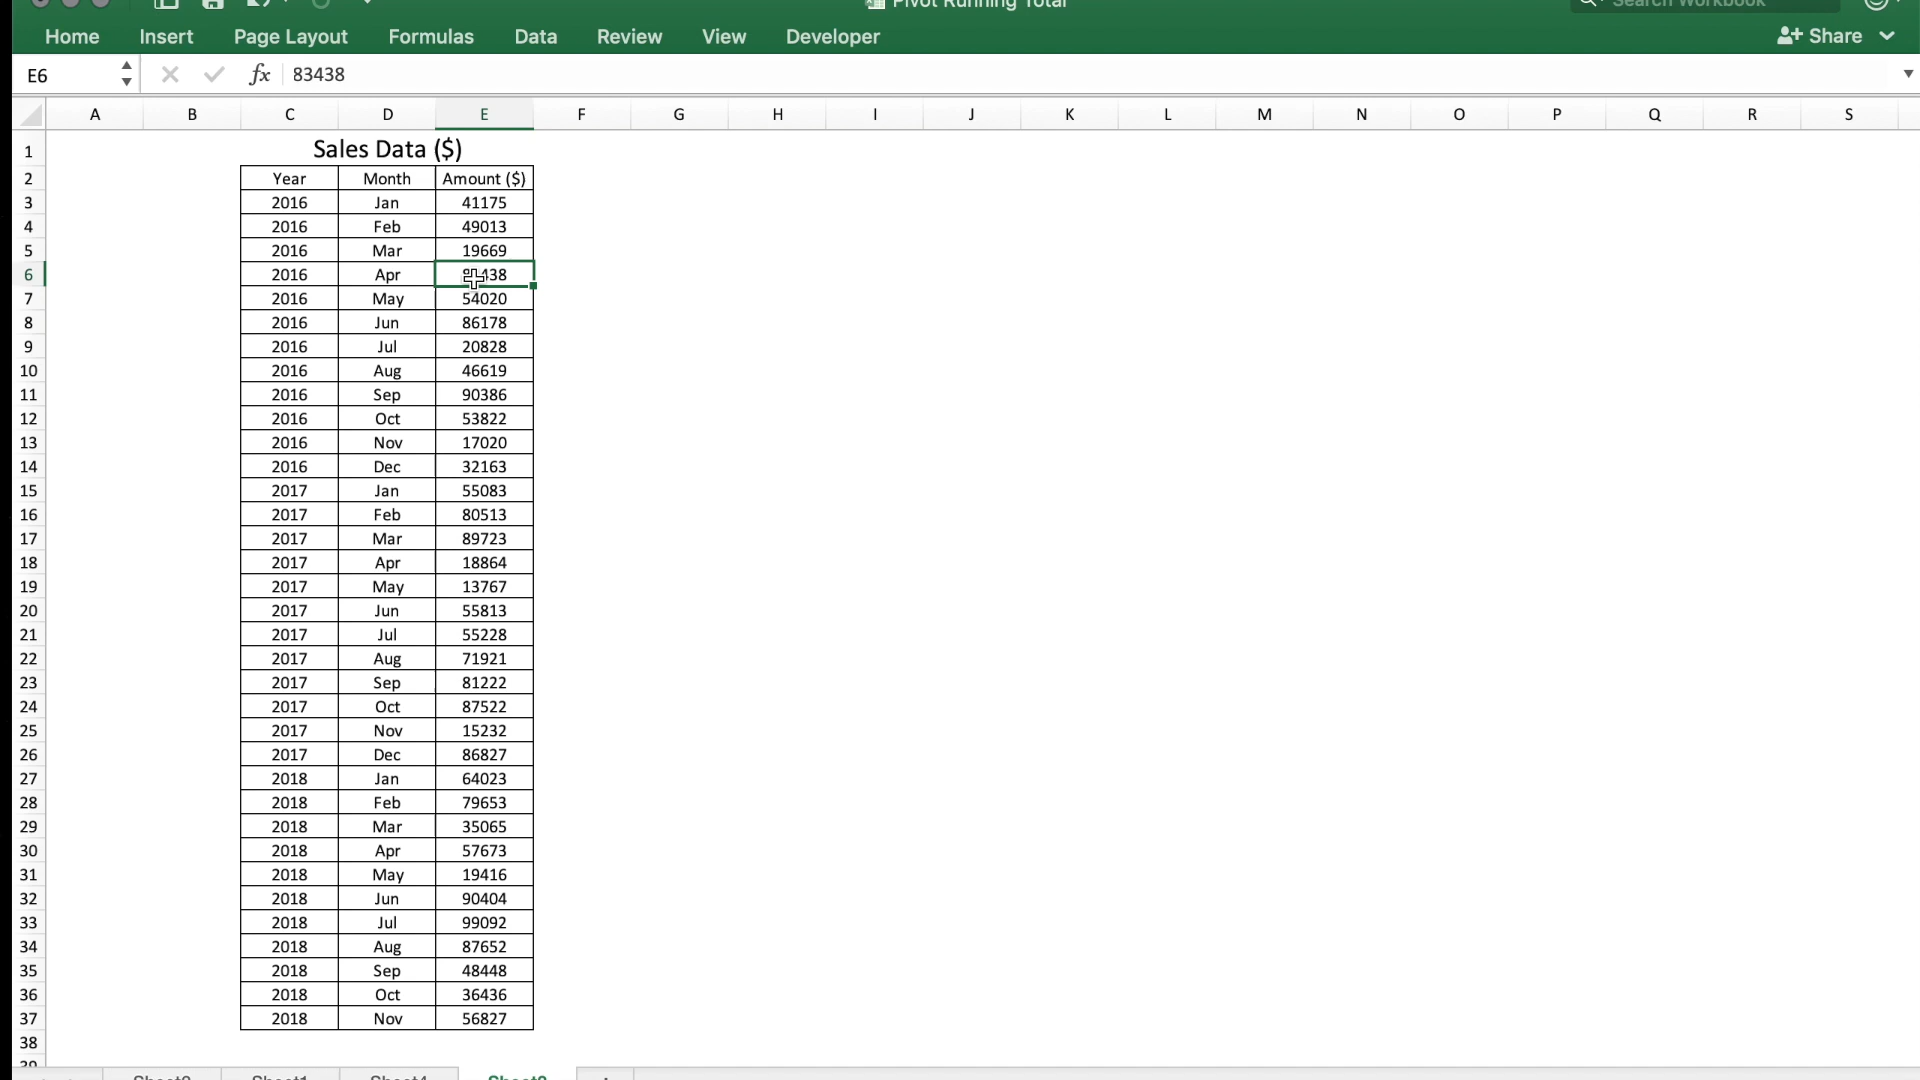 Pivot Running Total
Search Workbook
Home Insert Page Layout Formulas Data Review View Developer Share
E6 fx 83438
A B C D E F G H I J K L M N O P Q R S
1 Sales Data ($)
2 Year Month Amount ($)
3 2016 Jan 41175
4 2016 Feb 49013
5 2016 Mar 19669
6 2016 Apr 83438
7 2016 May 54020
8 2016 Jun 86178
9 2016 Jul 20828
10 2016 Aug 46619
11 2016 Sep 90386
12 2016 Oct 53822
13 2016 Nov 17020
14 2016 Dec 32163
15 2017 Jan 55083
16 2017 Feb 80513
17 2017 Mar 89723
18 2017 Apr 18864
19 2017 May 13767
20 2017 Jun 55813
21 2017 Jul 55228
22 2017 Aug 71921
23 2017 Sep 81222
24 2017 Oct 87522
25 2017 Nov 15232
26 2017 Dec 86827
27 2018 Jan 64023
28 2018 Feb 79653
29 2018 Mar 35065
30 2018 Apr 57673
31 2018 May 19416
32 2018 Jun 90404
33 2018 Jul 99092
34 2018 Aug 87652
35 2018 Sep 48448
36 2018 Oct 36436
37 2018 Nov 56827
38
39